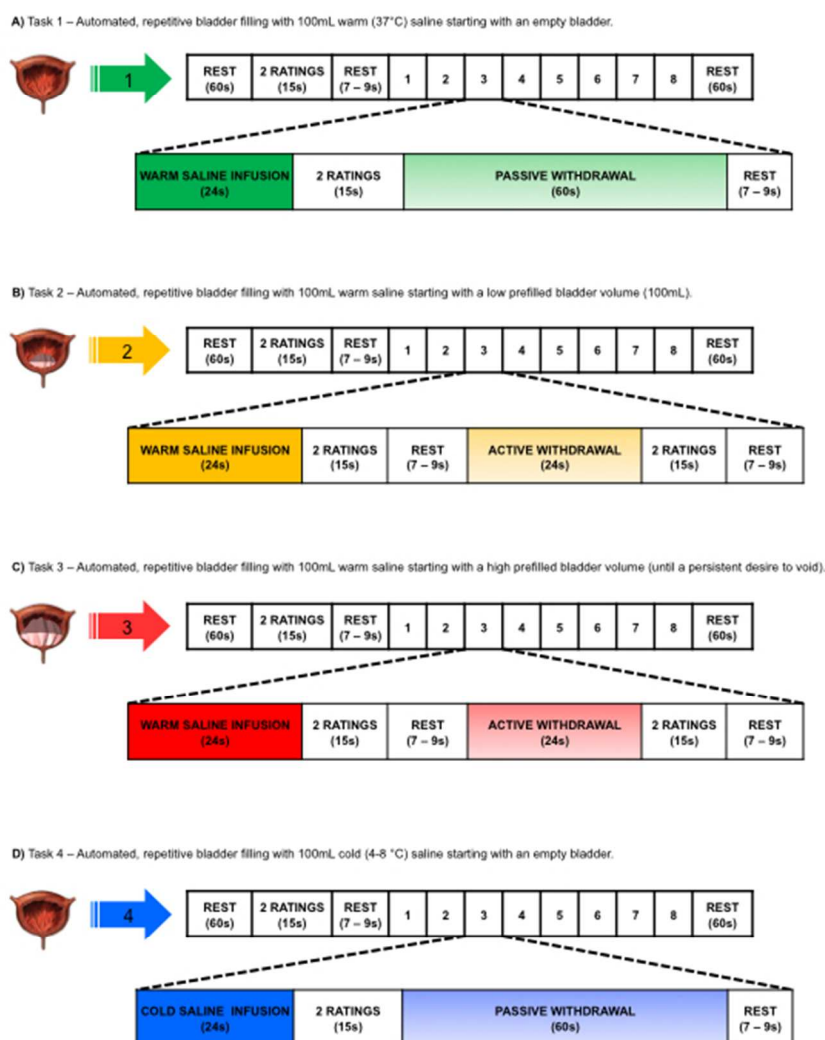 A) Task 1 – Automated, repetitive bladder filling with 100mL warm (37°C) saline starting with an empty bladder.
1
REST 2 RATINGS REST 1 2 3 4 5 6 7 8 REST
(60s) (15s) (7 – 9s) (60s)
WARM SALINE INFUSION 2 RATINGS PASSIVE WITHDRAWAL REST
(24s) (15s) (60s) (7 – 9s)
B) Task 2 – Automated, repetitive bladder filling with 100mL warm saline starting with a low prefilled bladder volume (100mL).
2
REST 2 RATINGS REST 1 2 3 4 5 6 7 8 REST
(60s) (15s) (7 – 9s) (60s)
WARM SALINE INFUSION 2 RATINGS REST ACTIVE WITHDRAWAL 2 RATINGS REST
(24s) (15s) (7 – 9s) (24s) (15s) (7 – 9s)
C) Task 3 – Automated, repetitive bladder filling with 100mL warm saline starting with a high prefilled bladder volume (until a persistent desire to void).
3
REST 2 RATINGS REST 1 2 3 4 5 6 7 8 REST
(60s) (15s) (7 – 9s) (60s)
WARM SALINE INFUSION 2 RATINGS REST ACTIVE WITHDRAWAL 2 RATINGS REST
(24s) (15s) (7 – 9s) (24s) (15s) (7 – 9s)
D) Task 4 – Automated, repetitive bladder filling with 100mL cold (4-8 °C) saline starting with an empty bladder.
4
REST 2 RATINGS REST 1 2 3 4 5 6 7 8 REST
(60s) (15s) (7 – 9s) (60s)
COLD SALINE INFUSION 2 RATINGS PASSIVE WITHDRAWAL REST
(24s) (15s) (60s) (7 – 9s)